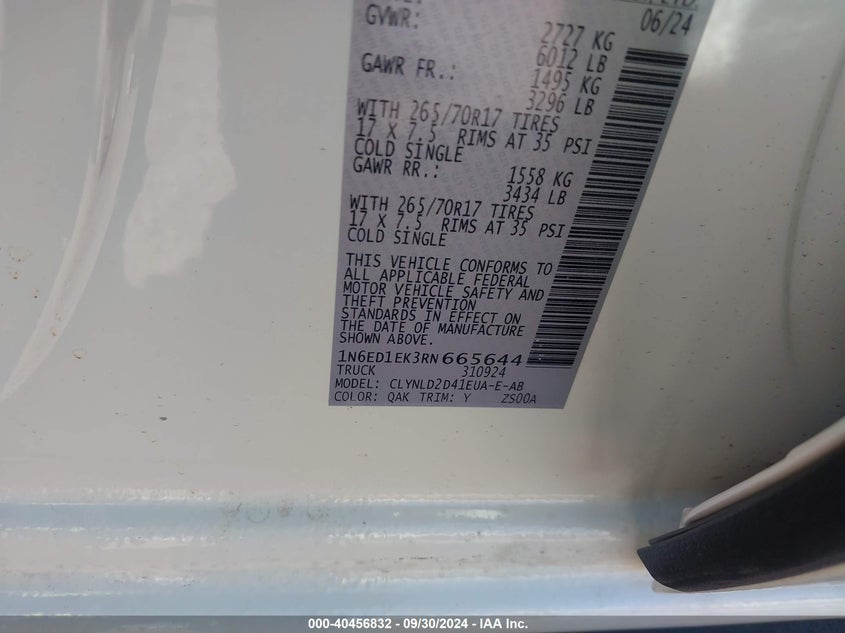 06/24
GVWR: 2727 KG
6012 LB
GAWR FR.: 1495 KG
3296 LB
WITH 265/70R17 TIRES
17 X 7.5 RIMS AT 35 PSI
COLD SINGLE
GAWR RR.: 1558 KG
3434 LB
WITH 265/70R17 TIRES
17 X 7.5 RIMS AT 35 PSI
COLD SINGLE
THIS VEHICLE CONFORMS TO
ALL APPLICABLE FEDERAL
MOTOR VEHICLE SAFETY AND
THEFT PREVENTION
STANDARDS IN EFFECT ON
THE DATE OF MANUFACTURE
SHOWN ABOVE.
1N6ED1EK3RN665644
TRUCK 310924
MODEL: CLYNLD2D41EUA-E-AB
COLOR: QAK TRIM: Y ZS00A
000-40456832 - 09/30/2024 - IAA Inc.